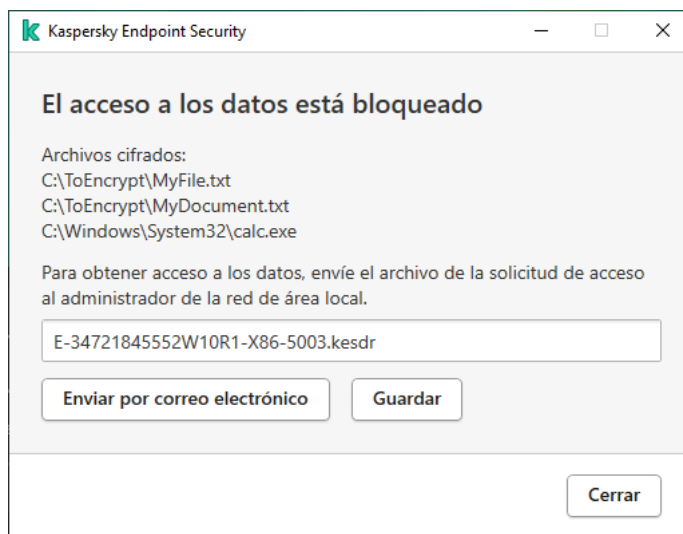 Kaspersky Endpoint Security
El acceso a los datos está bloqueado
Archivos cifrados:
C:\ToEncrypt\MyFile.txt
C:\ToEncrypt\MyDocument.txt
C:\Windows\System32\calc.exe
Para obtener acceso a los datos, envíe el archivo de la solicitud de acceso
al administrador de la red de área local.
E-34721845552W10R1-X86-5003.kesdr
Enviar por correo electrónico
Guardar
Cerrar